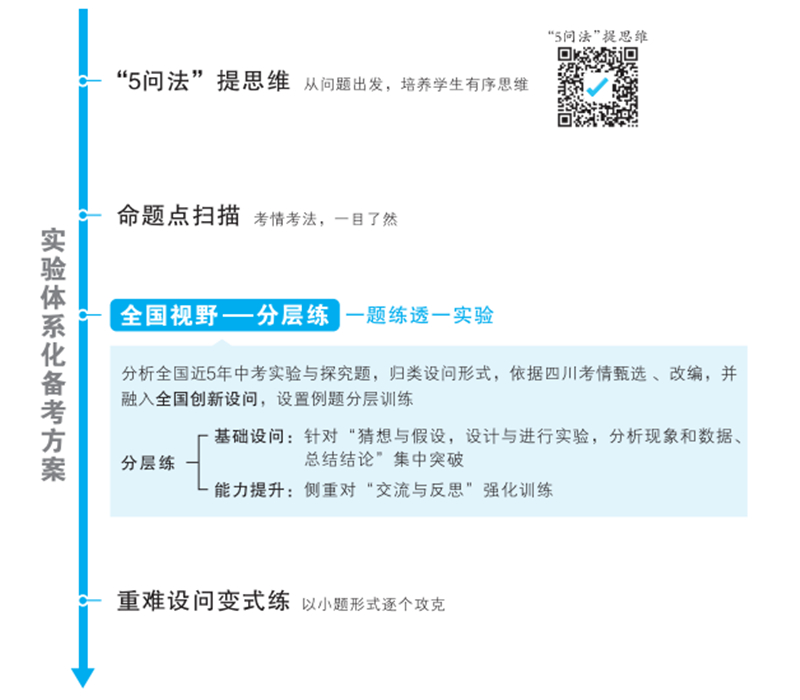 “5问法”提思维
“5问法”提思维 从问题出发，培养学生有序思维
命题点扫描 考情考法，一目了然
实验体系化备考方案
全国视野——分层练 一题练透一实验
分析全国近5年中考实验与探究题，归类设问形式，依据四川考情甄选、改编，并
融入全国创新设问，设置例题分层训练
分层练
基础设问：针对“猜想与假设，设计与进行实验，分析现象和数据、
总结结论”集中突破
能力提升：侧重对“交流与反思”强化训练
重难设问变式练 以小题形式逐个攻克